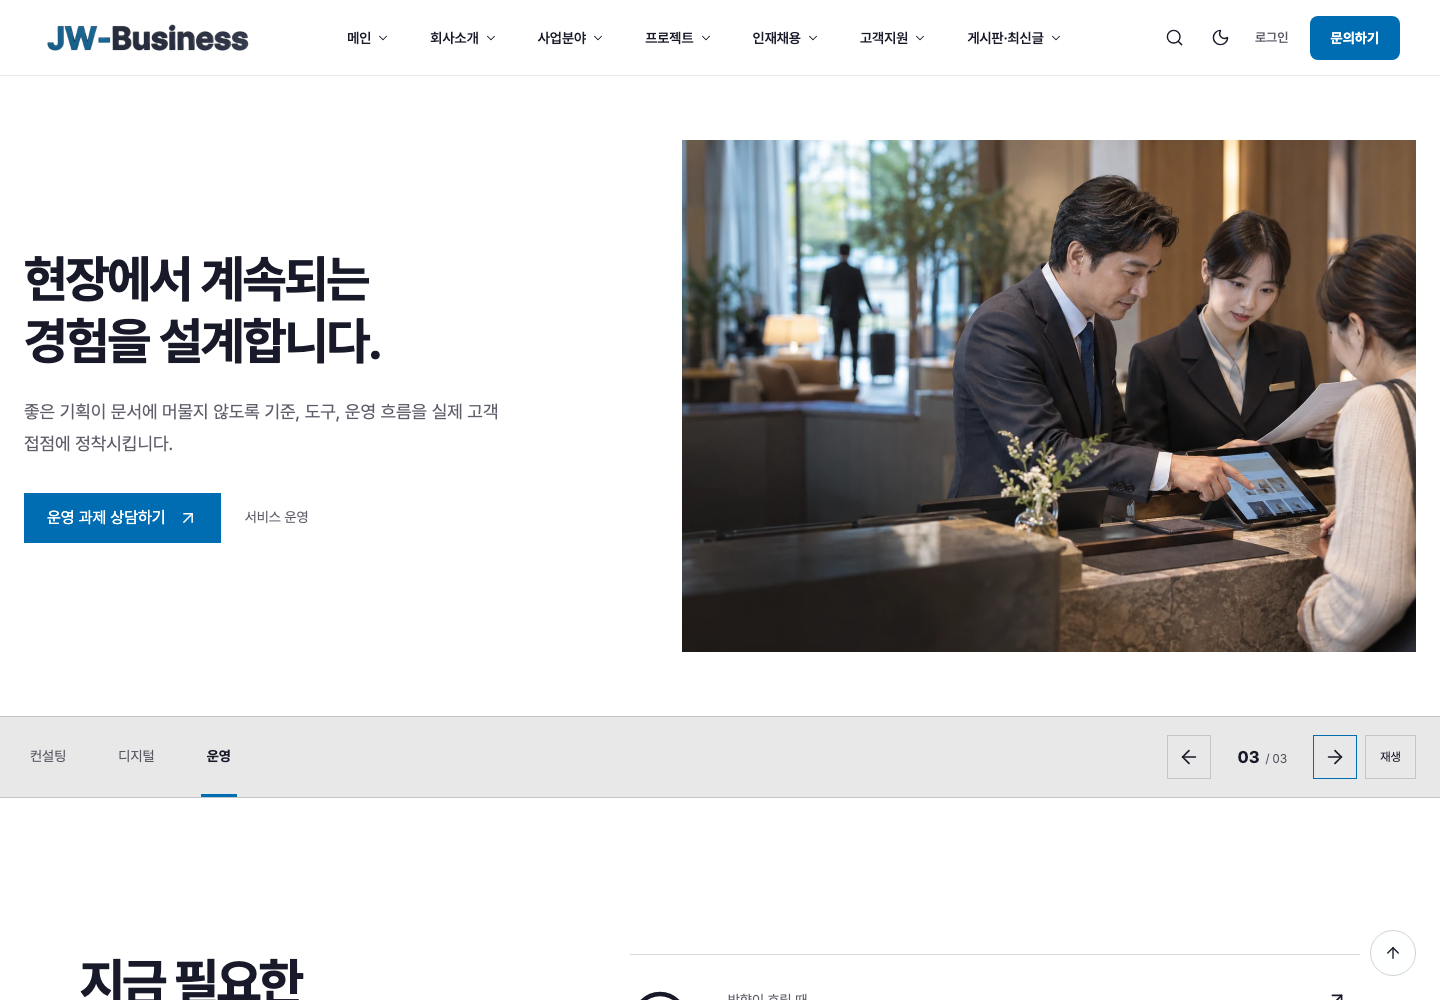 JW-Business
메인
회사소개
사업분야
프로젝트
인재채용
고객지원
게시판·최신글
로그인
문의하기
현장에서 계속되는
경험을 설계합니다.
좋은 기획이 문서에 머물지 않도록 기준, 도구, 운영 흐름을 실제 고객
접점에 정착시킵니다.
운영 과제 상담하기
서비스 운영
컨설팅
디지털
운영
03 / 03
재생
지금 필요한
방향이 흐릴 때